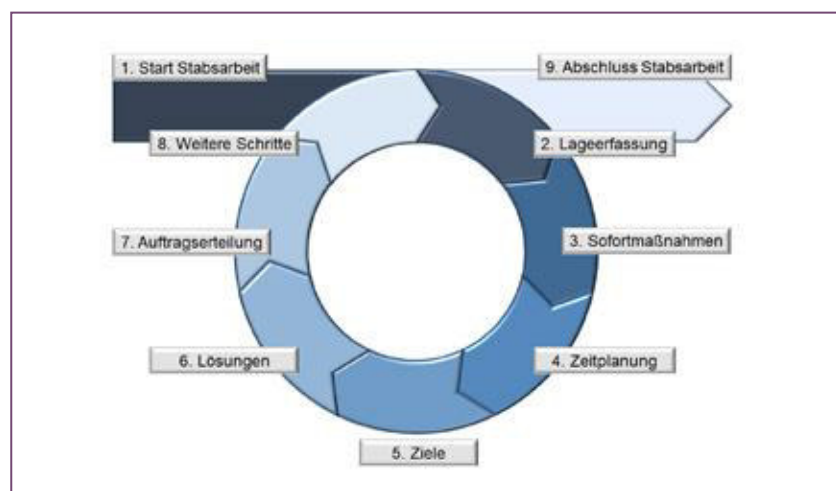 1. Start Stabsarbeit
9. Abschluss Stabsarbeit
8. Weitere Schritte
2. Lageerfassung
7. Auftragserteilung
3. Sofortmaßnahmen
6. Lösungen
4. Zeitplanung
5. Ziele